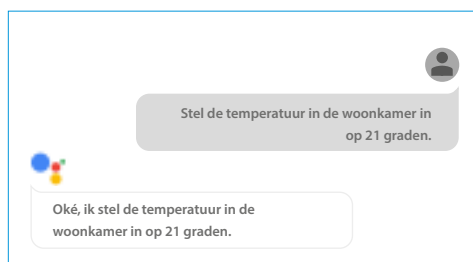 Stel de temperatuur in de woonkamer in
op 21 graden.
Oké, ik stel de temperatuur in de
woonkamer in op 21 graden.